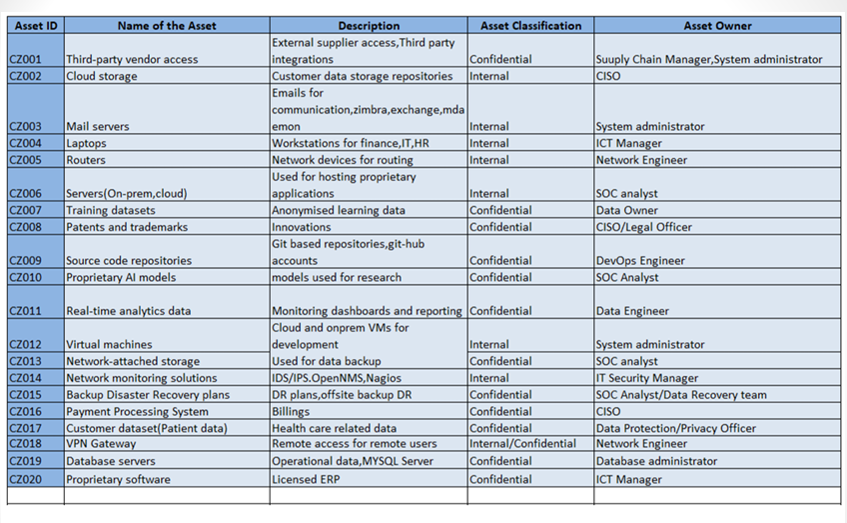 Asset ID Name of the Asset Description Asset Classification Asset Owner
External supplier access,Third party
CZ001 Third-party vendor access integrations Confidential Suuply Chain Manager,System administrator
CZ002 Cloud storage Customer data storage repositories Internal CISO
Emails for
communication,zimbra,exchange,mda
CZ003 Mail servers emon Internal System administrator
CZ004 Laptops Workstations for finance,IT,HR Internal ICT Manager
CZ005 Routers Network devices for routing Internal Network Engineer
Used for hosting proprietary
CZ006 Servers(On-prem,cloud) applications Internal SOC analyst
CZ007 Training datasets Anonymised learning data Confidential Data Owner
CZ008 Patents and trademarks Innovations Confidential CISO/Legal Officer
Git based repositories,git-hub
CZ009 Source code repositories accounts Confidential DevOps Engineer
CZ010 Proprietary AI models models used for research Confidential SOC Analyst
CZ011 Real-time analytics data Monitoring dashboards and reporting Confidential Data Engineer
Cloud and onprem VMs for
CZ012 Virtual machines development Internal System administrator
CZ013 Network-attached storage Used for data backup Confidential SOC analyst
CZ014 Network monitoring solutions IDS/IPS.OpenNMS,Nagios Internal IT Security Manager
CZ015 Backup Disaster Recovery plans DR plans,offsite backup DR Confidential SOC Analyst/Data Recovery team
CZ016 Payment Processing System Billings Confidential CISO
CZ017 Customer dataset(Patient data) Health care related data Confidential Data Protection/Privacy Officer
CZ018 VPN Gateway Remote access for remote users Internal/Confidential Network Engineer
CZ019 Database servers Operational data,MYSQL Server Confidential Database administrator
CZ020 Proprietary software Licensed ERP Confidential ICT Manager